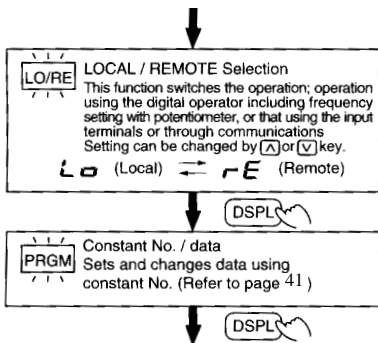 LO/RE
LOCAL / REMOTE Selection
This function switches the operation; operation
using the digital operator including frequency
setting with potentiometer, or that using the input
terminals or through communications
Setting can be changed by ∧ or ∨ key.
Lo (Local) rE (Remote)
DSPL
PRGM
Constant No. / data
Sets and changes data using
constant No. (Refer to page 41)
DSPL